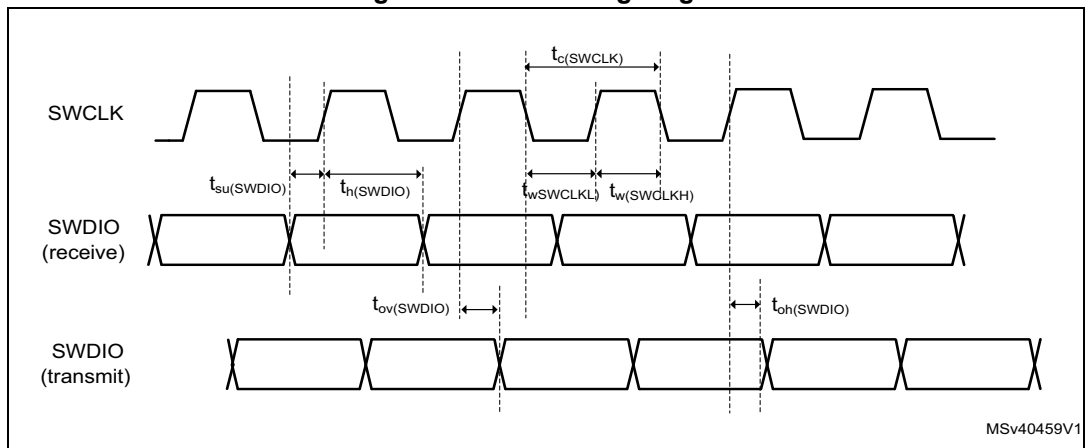 tc(SWCLK)
SWCLK
tsu(SWDIO)
th(SWDIO)
twSWCLKL)
tw(SWCLKH)
SWDIO
(receive)
tov(SWDIO)
toh(SWDIO)
SWDIO
(transmit)
MSv40459V1